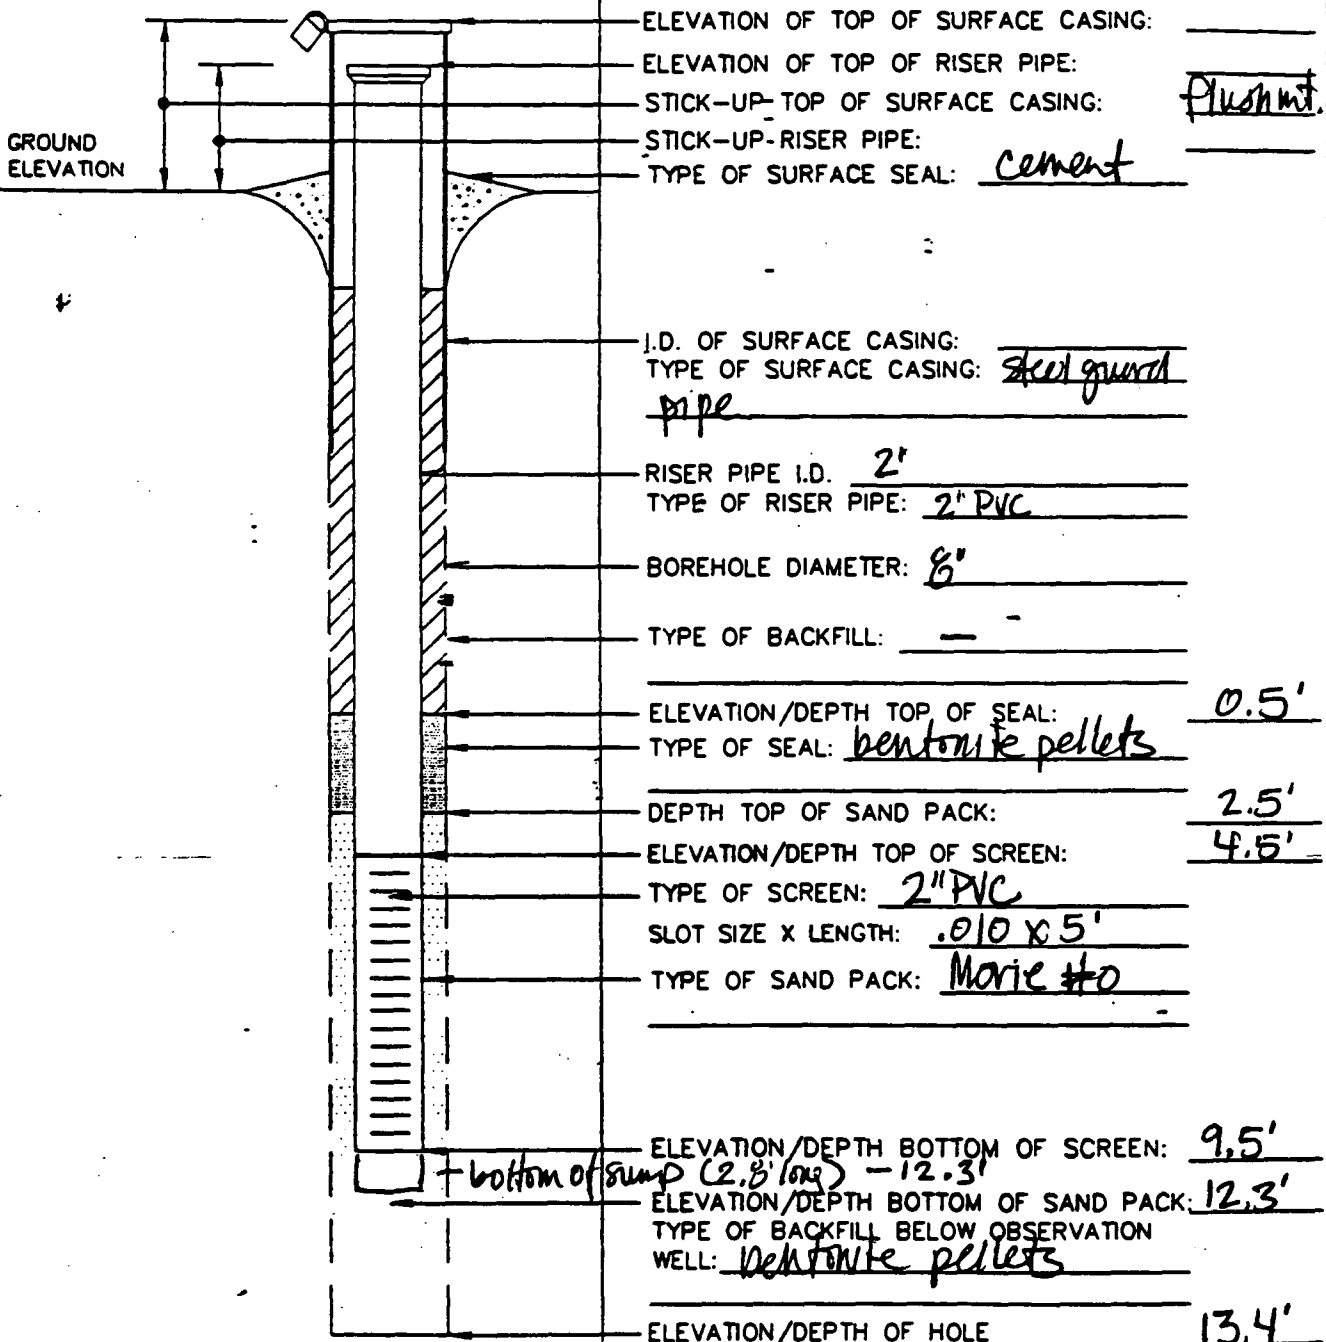 ELEVATION OF TOP OF SURFACE CASING:
ELEVATION OF TOP OF RISER PIPE:
STICK-UP-TOP OF SURFACE CASING: flush mt.
GROUND ELEVATION
STICK-UP-RISER PIPE:
TYPE OF SURFACE SEAL: cement
I.D. OF SURFACE CASING:
TYPE OF SURFACE CASING: steel guard
pipe
RISER PIPE I.D. 2"
TYPE OF RISER PIPE: 2" PVC
BOREHOLE DIAMETER: 8"
TYPE OF BACKFILL: —
ELEVATION/DEPTH TOP OF SEAL: 0.5'
TYPE OF SEAL: bentonite pellets
DEPTH TOP OF SAND PACK: 2.5'
ELEVATION/DEPTH TOP OF SCREEN: 4.5'
TYPE OF SCREEN: 2" PVC
SLOT SIZE X LENGTH: .010 x 5'
TYPE OF SAND PACK: Morie #0
ELEVATION/DEPTH BOTTOM OF SCREEN: 9.5'
bottom of sump (2.8' long) - 12.3'
ELEVATION/DEPTH BOTTOM OF SAND PACK: 12.3'
TYPE OF BACKFILL BELOW OBSERVATION
WELL: bentonite pellets
ELEVATION/DEPTH OF HOLE 13.4'